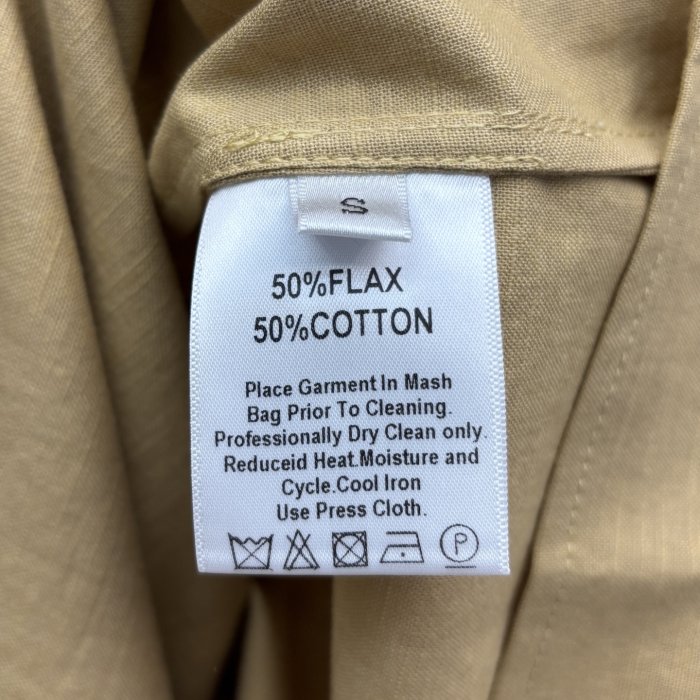 S
50%FLAX
50%COTTON
Place Garment In Mash
Bag Prior To Cleaning.
Professionally Dry Clean only.
Reduceid Heat.Moisture and
Cycle.Cool Iron
Use Press Cloth.
P